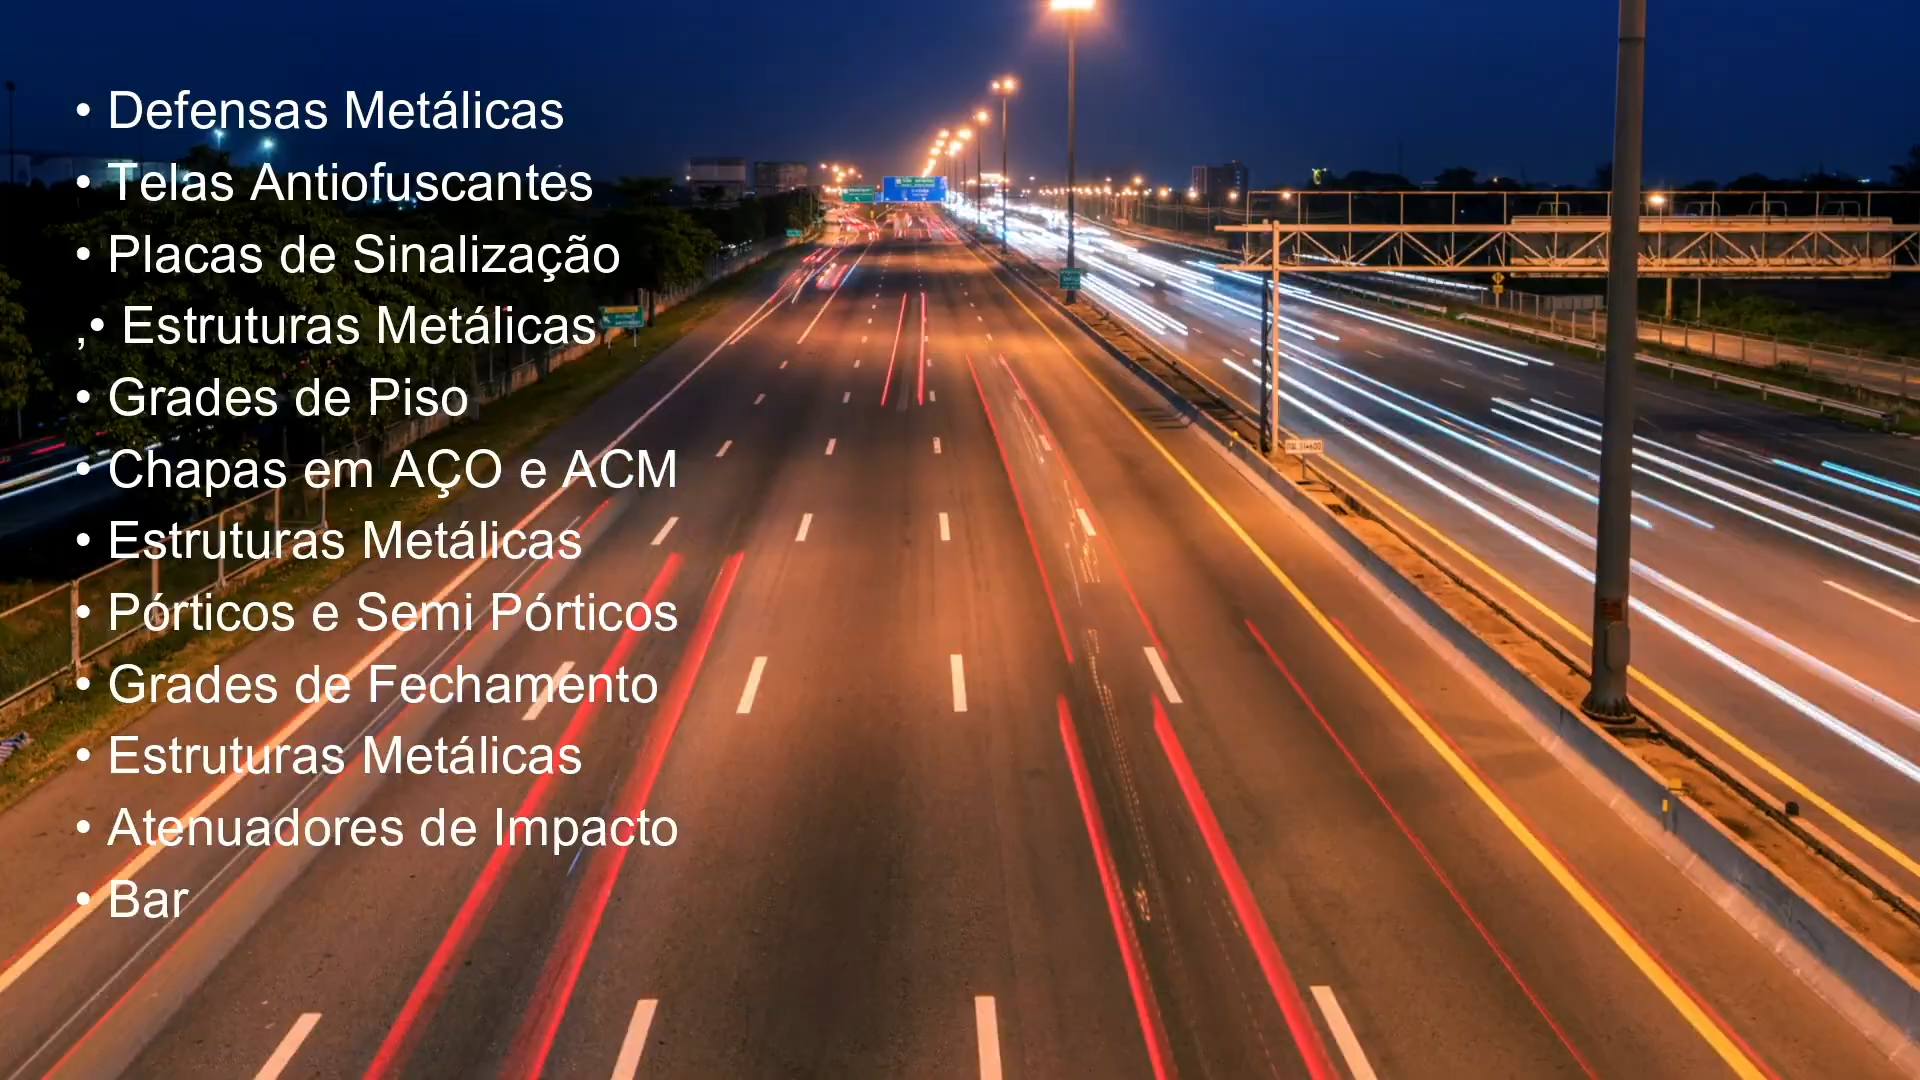 • Defensas Metálicas
• Telas Antiofuscantes
• Placas de Sinalização
,• Estruturas Metálicas
• Grades de Piso
• Chapas em AÇO e ACM
• Estruturas Metálicas
• Pórticos e Semi Pórticos
• Grades de Fechamento
• Estruturas Metálicas
• Atenuadores de Impacto
• Bar